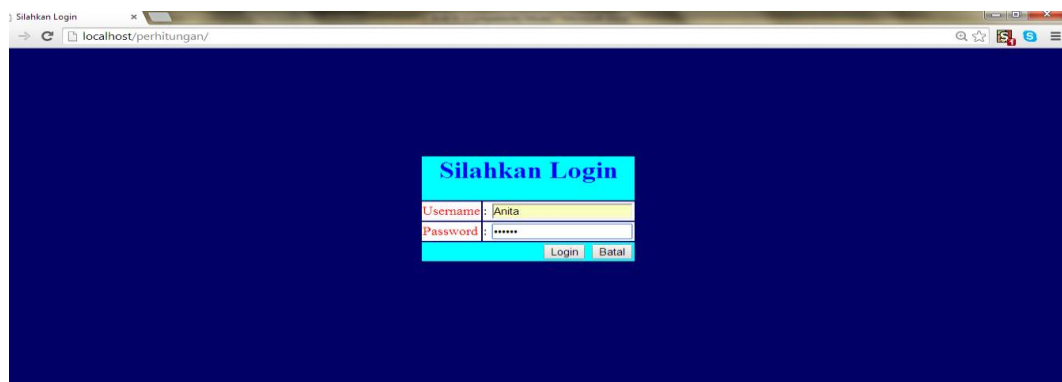 Silahkan Login
localhost/perhitungan/
Silahkan Login
Username : Anita
Password : ••••••
Login Batal